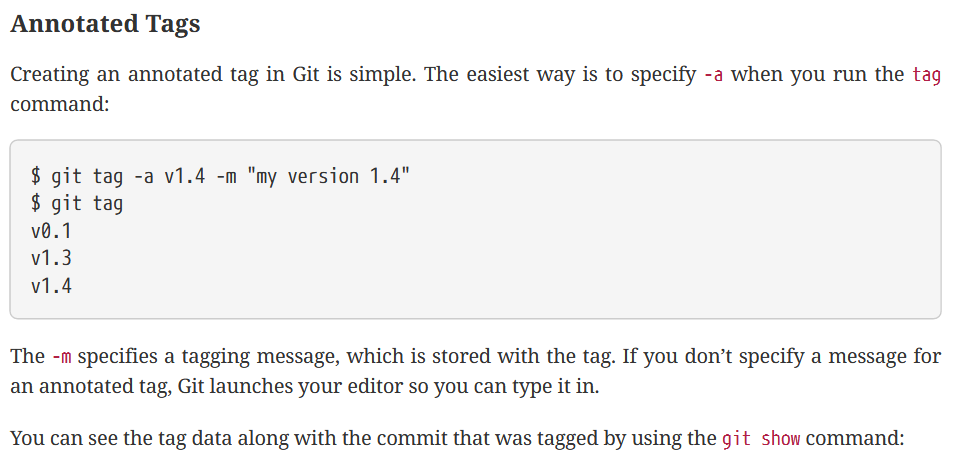 Annotated Tags
Creating an annotated tag in Git is simple. The easiest way is to specify -a when you run the tag
command:
$ git tag -a v1.4 -m "my version 1.4"
$ git tag
v0.1
v1.3
v1.4
The -m specifies a tagging message, which is stored with the tag. If you don’t specify a message for
an annotated tag, Git launches your editor so you can type it in.
You can see the tag data along with the commit that was tagged by using the git show command: